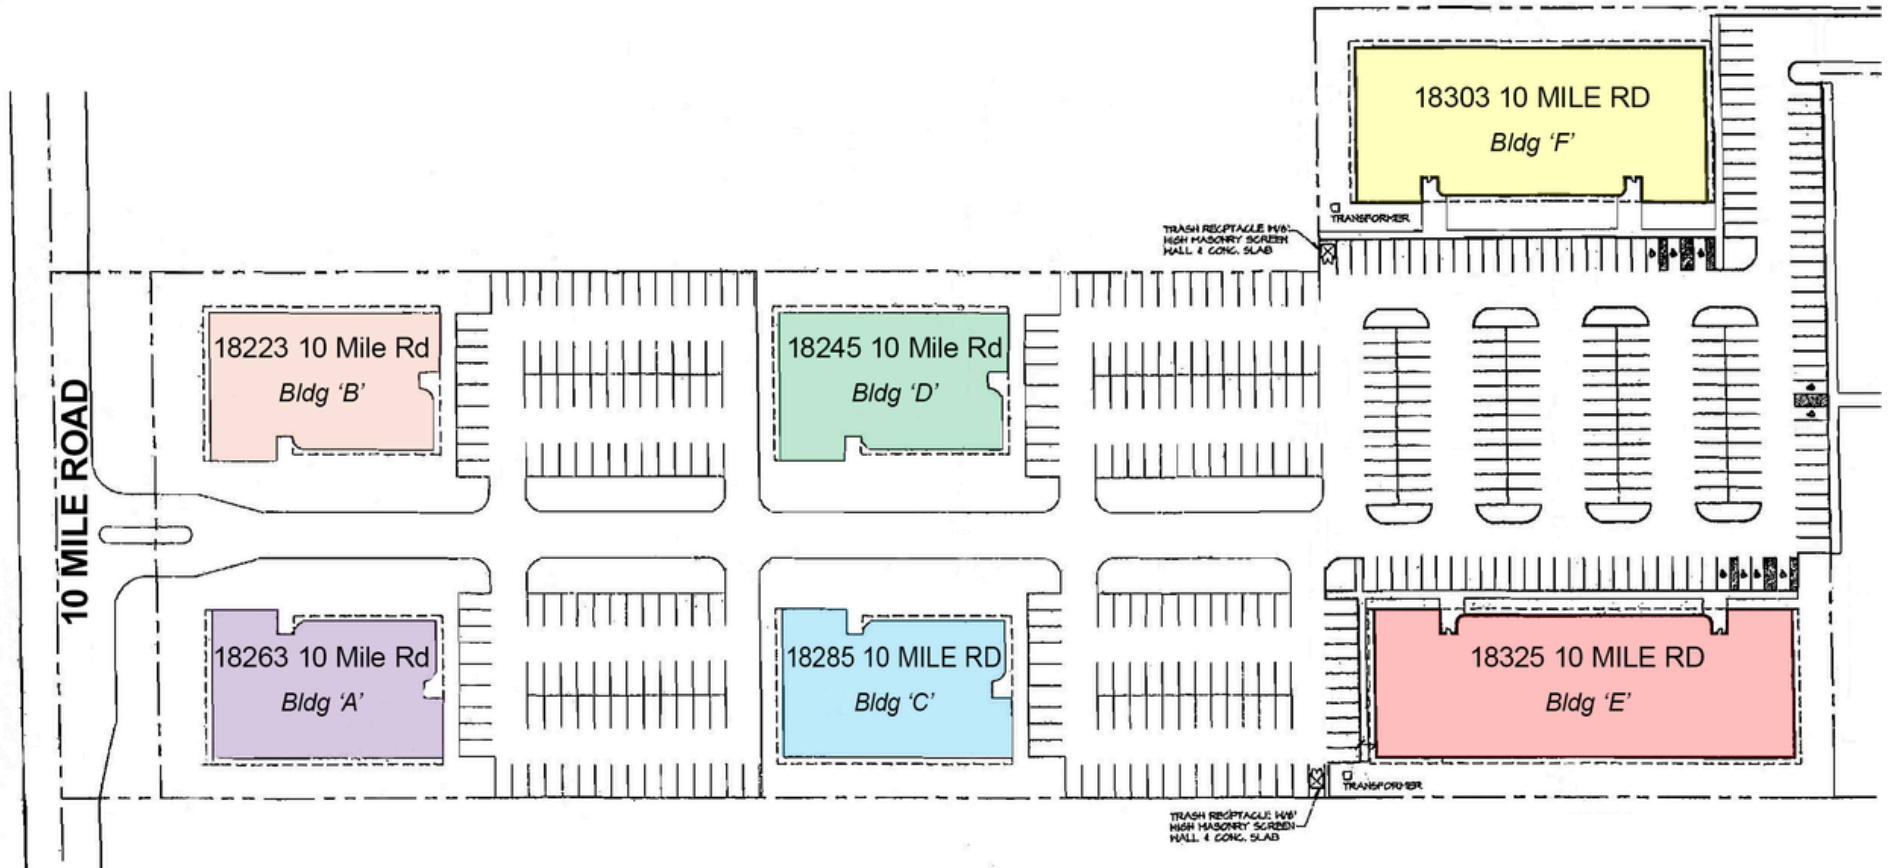 18303 10 MILE RD
Bldg 'F'
TRANSFORMER
TRASH RECPTACLE W/6'
HIGH MASONRY SCREEN
WALL & CONC. SLAB
18223 10 Mile Rd
Bldg 'B'
18245 10 Mile Rd
Bldg 'D'
10 MILE ROAD
18263 10 Mile Rd
Bldg 'A'
18285 10 MILE RD
Bldg 'C'
18325 10 MILE RD
Bldg 'E'
TRANSFORMER
TRASH RECPTACLE W/6'
HIGH MASONRY SCREEN
WALL & CONC. SLAB